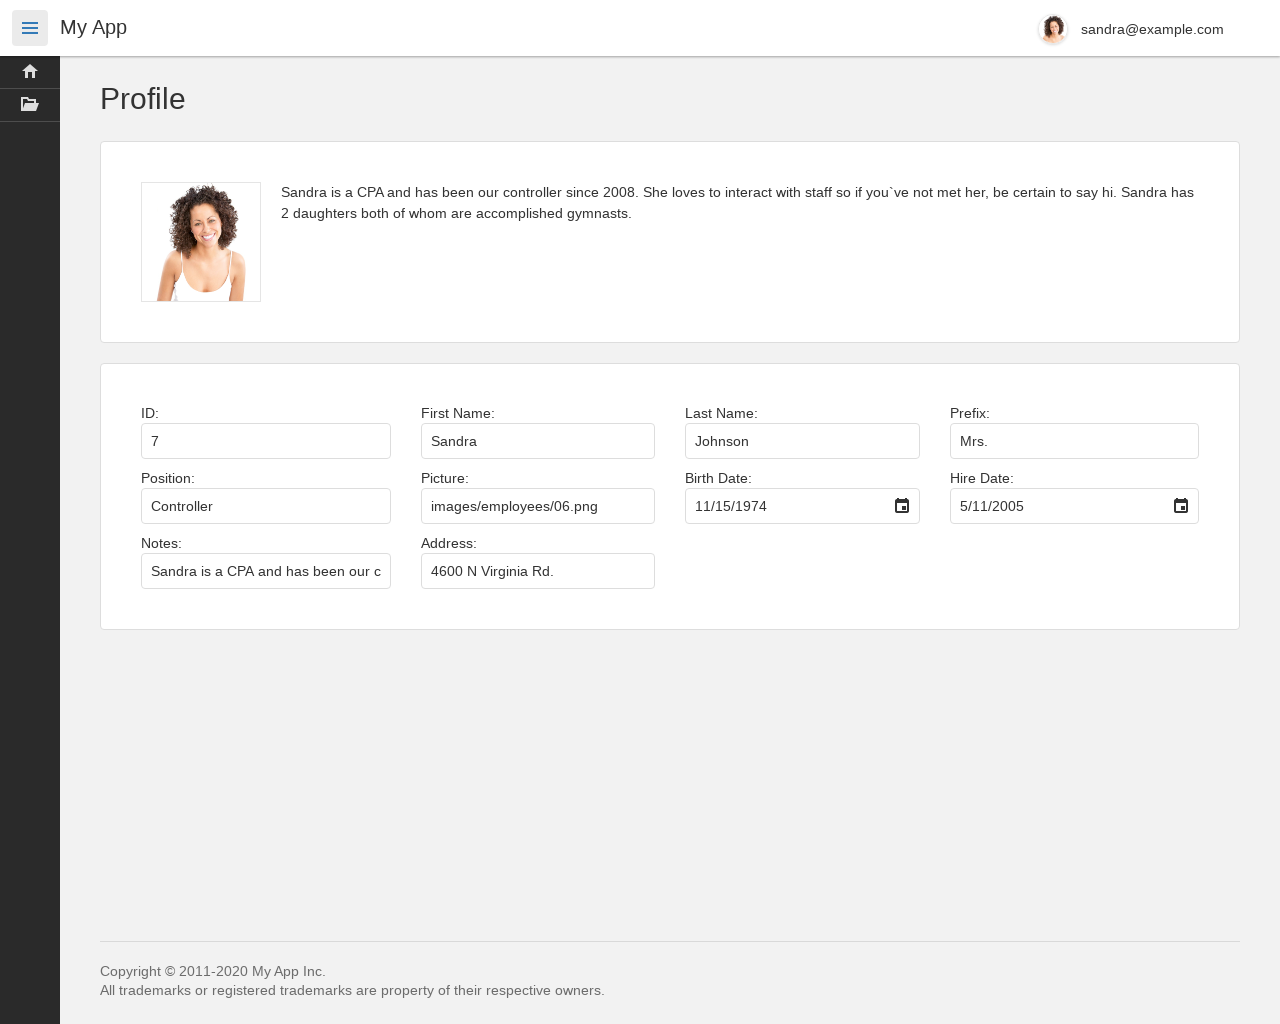 My App
sandra@example.com
Profile
Sandra is a CPA and has been our controller since 2008. She loves to interact with staff so if you`ve not met her, be certain to say hi. Sandra has
2 daughters both of whom are accomplished gymnasts.
ID:
First Name:
Last Name:
Prefix:
7
Sandra
Johnson
Mrs.
Position:
Picture:
Birth Date:
Hire Date:
Controller
images/employees/06.png
11/15/1974
5/11/2005
Notes:
Address:
Sandra is a CPA and has been our c
4600 N Virginia Rd.
Copyright © 2011-2020 My App Inc.
All trademarks or registered trademarks are property of their respective owners.